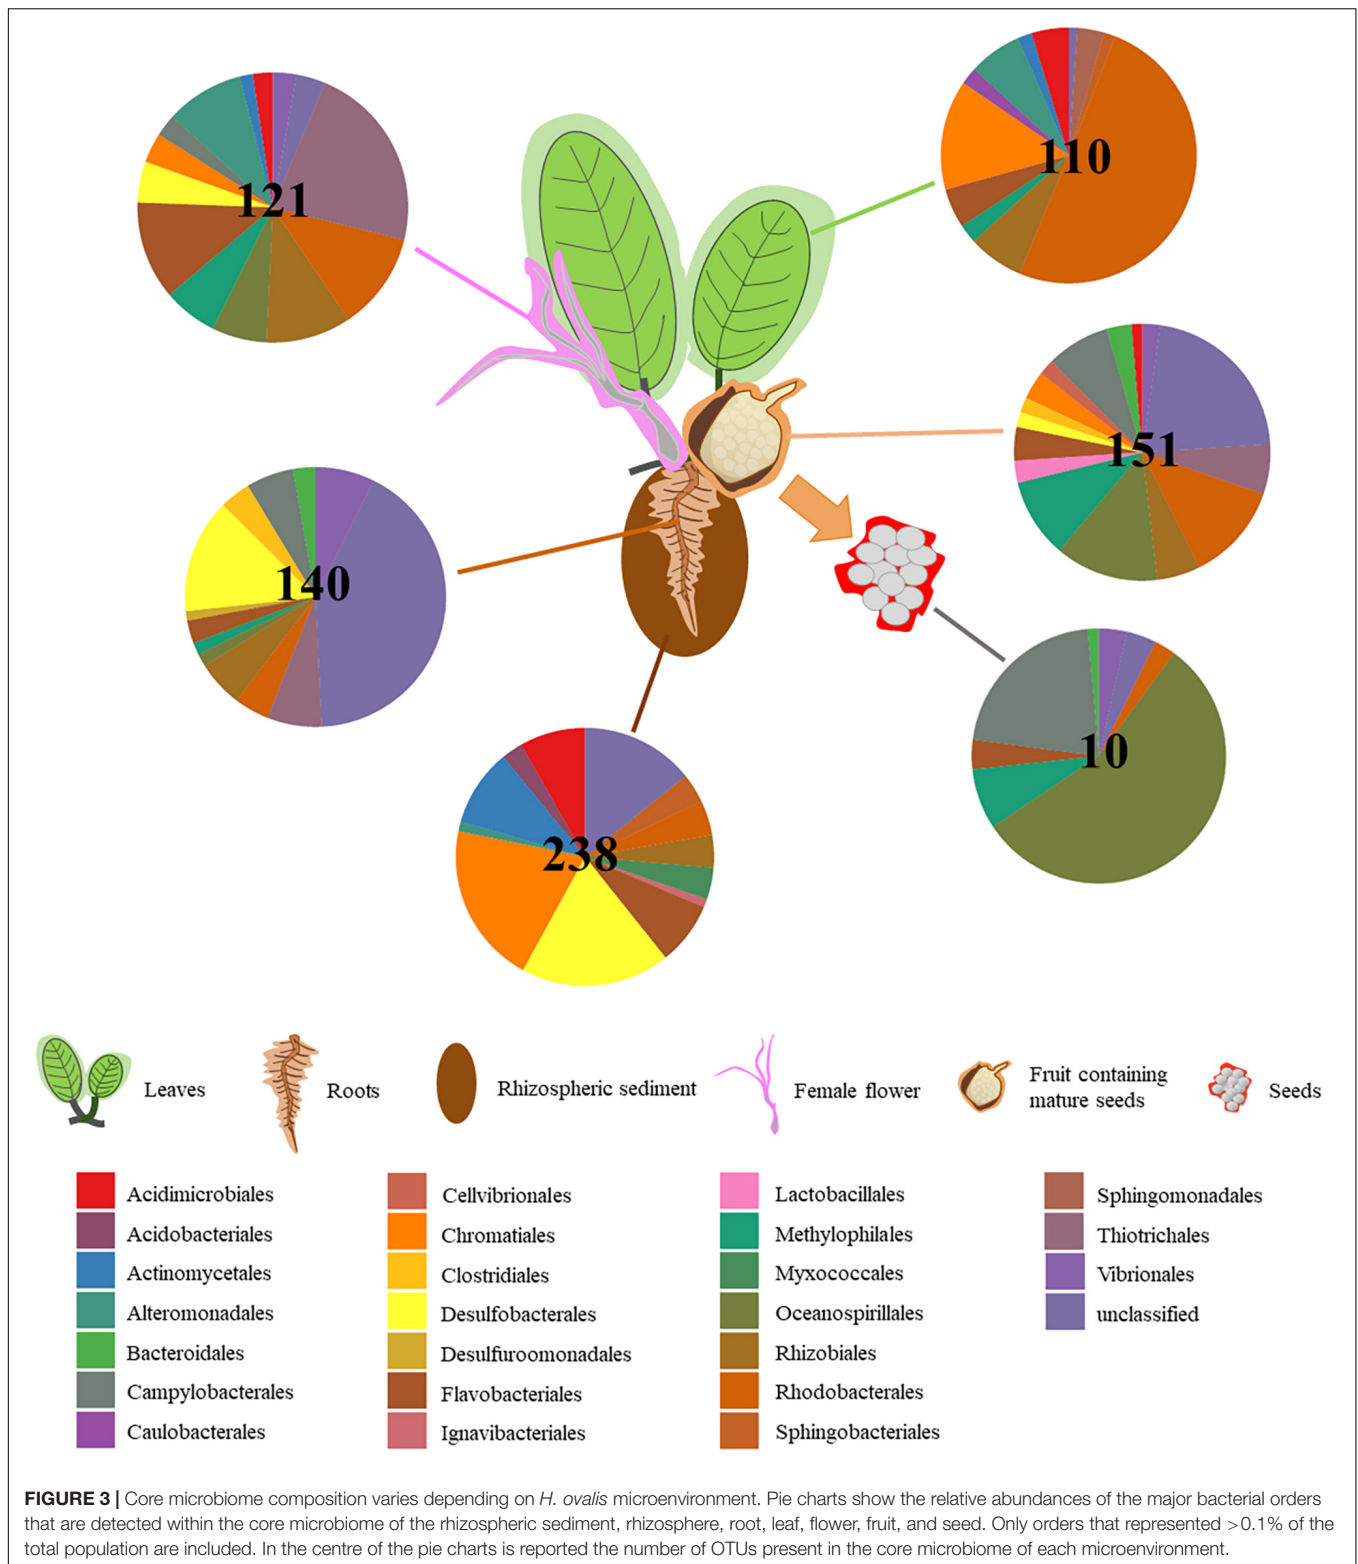 110
121
151
140
10
238
Leaves
Roots
Rhizospheric sediment
Female flower
Fruit containing
mature seeds
Seeds
Acidimicrobiales
Acidobacteriales
Actinomycetales
Alteromonadales
Bacteroidales
Campylobacterales
Caulobacterales
Cellvibrionales
Chromatiales
Clostridiales
Desulfobacterales
Desulfuroomonadales
Flavobacteriales
Ignavibacteriales
Lactobacillales
Methylophilales
Myxococcales
Oceanospirillales
Rhizobiales
Rhodobacterales
Sphingobacteriales
Sphingomonadales
Thiotrichales
Vibrionales
unclassified
FIGURE 3 | Core microbiome composition varies depending on H. ovalis microenvironment. Pie charts show the relative abundances of the major bacterial orders
that are detected within the core microbiome of the rhizospheric sediment, rhizosphere, root, leaf, flower, fruit, and seed. Only orders that represented >0.1% of the
total population are included. In the centre of the pie charts is reported the number of OTUs present in the core microbiome of each microenvironment.